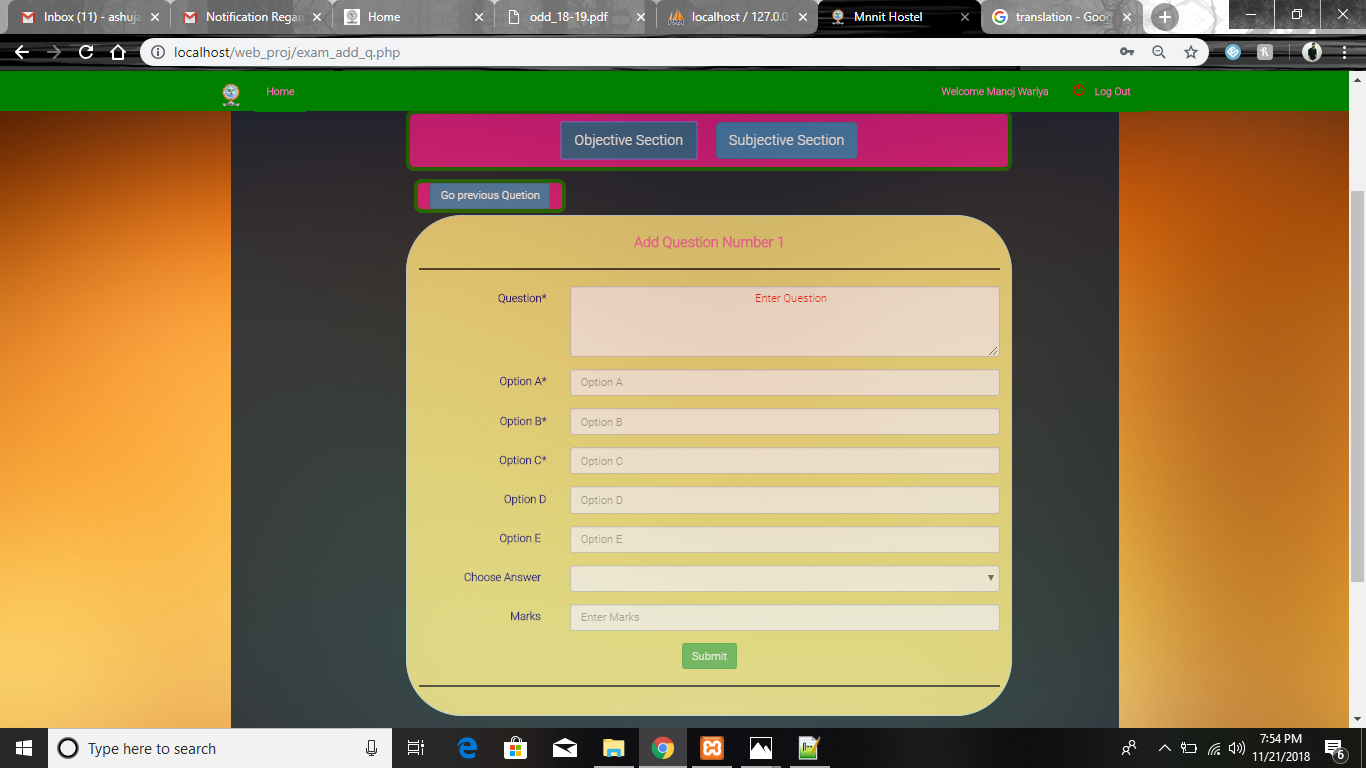 Inbox (11) - ashuja
Notification Regar
Home
odd_18-19.pdf
localhost / 127.0.0
Mnnit Hostel
translation - Goog
localhost/web_proj/exam_add_q.php
Home
Welcome Manoj Wariya
Log Out
Objective Section
Subjective Section
Go previous Quetion
Add Question Number 1
Question*
Enter Question
Option A*
Option A
Option B*
Option B
Option C*
Option C
Option D
Option D
Option E
Option E
Choose Answer
Marks
Enter Marks
Submit
Type here to search
7:54 PM
11/21/2018
6